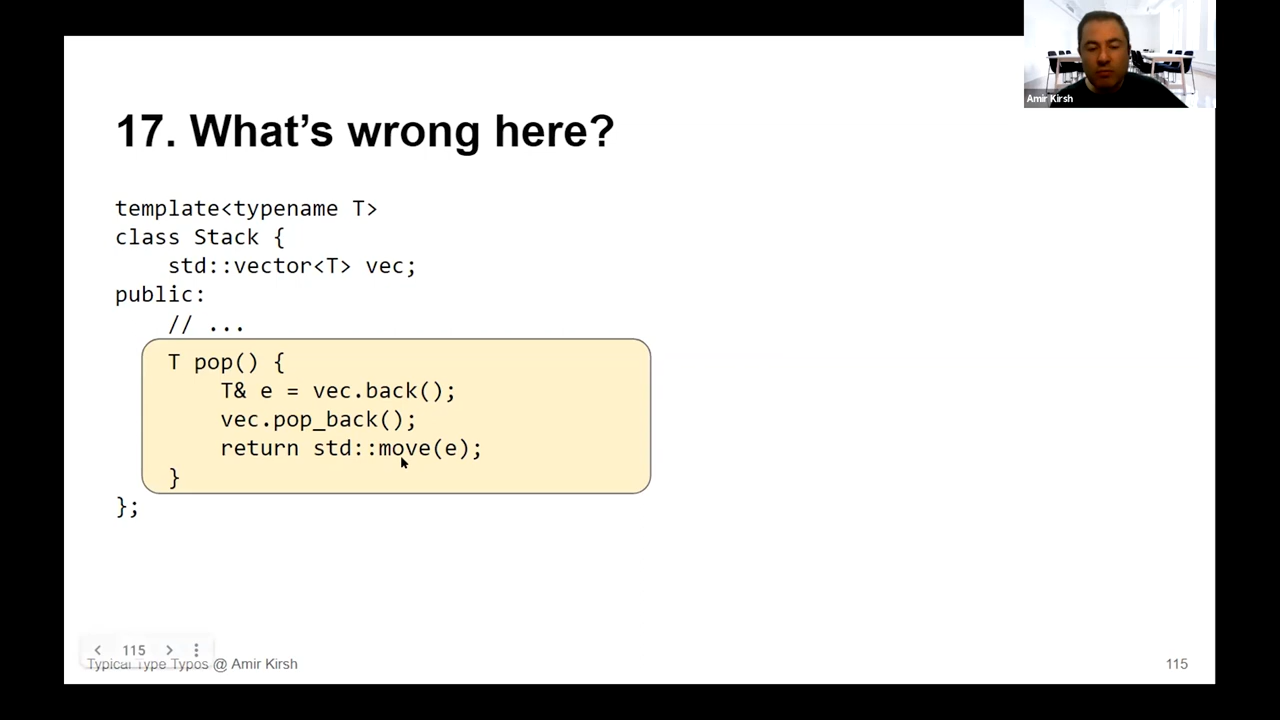 Amir Kirsh
17. What's wrong here?
template<typename T>
class Stack {
    std::vector<T> vec;
public:
    // ...
    T pop() {
        T& e = vec.back();
        vec.pop_back();
        return std::move(e);
    }
};
115
Typical Type Typos @ Amir Kirsh
115